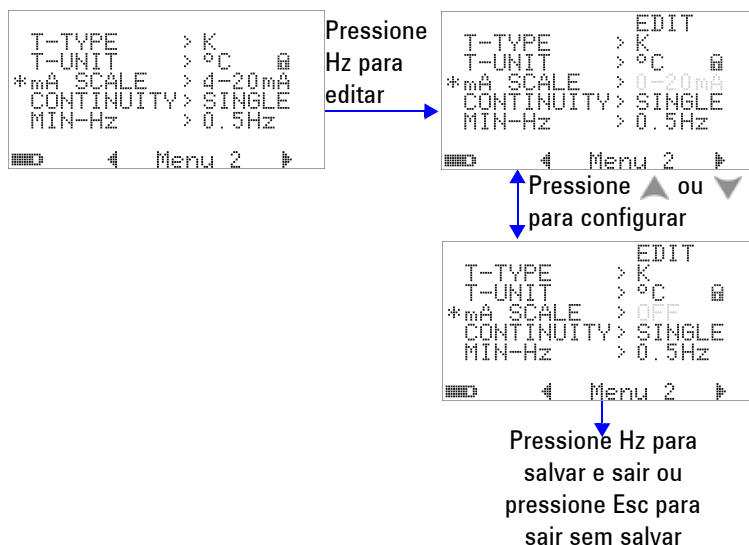 T-TYPE > K
T-UNIT > °C
*mA SCALE > 4-20mA
CONTINUITY> SINGLE
MIN-Hz > 0.5Hz
Menu 2
Pressione
Hz para
editar
EDIT
T-TYPE > K
T-UNIT > °C
*mA SCALE > 0-20mA
CONTINUITY> SINGLE
MIN-Hz > 0.5Hz
Menu 2
Pressione ▲ ou ▼
para configurar
EDIT
T-TYPE > K
T-UNIT > °C
*mA SCALE > OFF
CONTINUITY> SINGLE
MIN-Hz > 0.5Hz
Menu 2
Pressione Hz para
salvar e sair ou
pressione Esc para
sair sem salvar